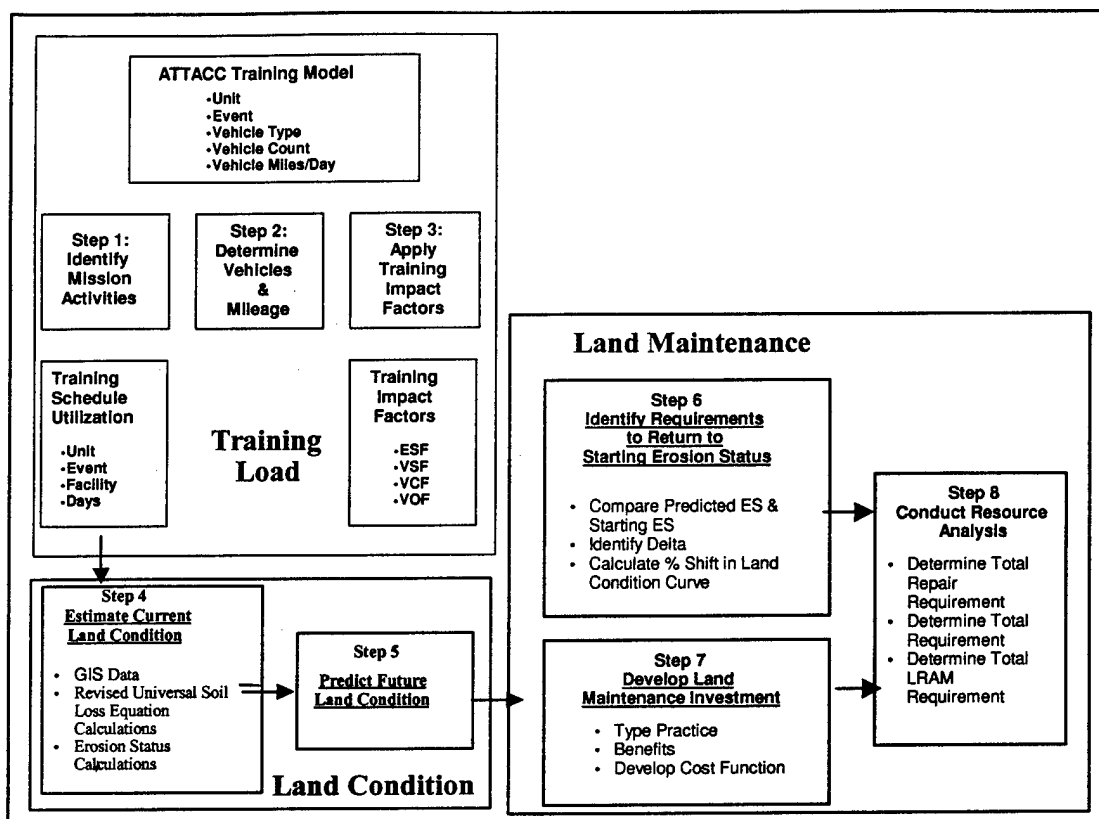 ATTACC Training Model
•Unit
•Event
•Vehicle Type
•Vehicle Count
•Vehicle Miles/Day
Step 1:
Identify
Mission
Activities
Step 2:
Determine
Vehicles
&
Mileage
Step 3:
Apply
Training
Impact
Factors
Training
Schedule
Utilization
•Unit
•Event
•Facility
•Days
Training
Load
Training
Impact
Factors
•ESF
•VSF
•VCF
•VOF
Step 4
Estimate Current
Land Condition
• GIS Data
• Revised Universal Soil
Loss Equation
Calculations
• Erosion Status
Calculations
Step 5
Predict Future
Land Condition
Land Condition
Land Maintenance
Step 6
Identify Requirements
to Return to
Starting Erosion Status
• Compare Predicted ES &
Starting ES
• Identify Delta
• Calculate % Shift in Land
Condition Curve
Step 7
Develop Land
Maintenance Investment
• Type Practice
• Benefits
• Develop Cost Function
Step 8
Conduct Resource
Analysis
• Determine Total
Repair
Requirement
• Determine Total
Requirement
• Determine Total
LRAM
Requirement